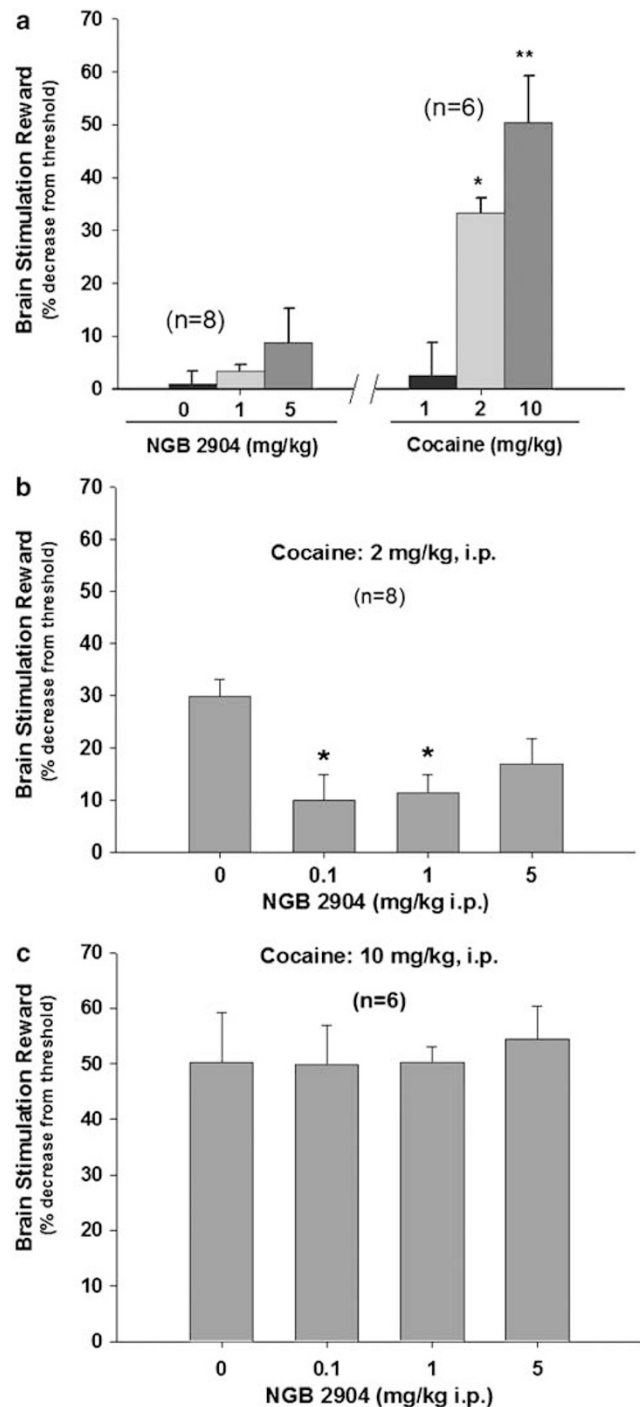 a
70
60
50
40
30
20
10
0
Brain Stimulation Reward
(% decrease from threshold)
(n=8)
(n=6)
*
**
0 1 5 1 2 10
NGB 2904 (mg/kg) Cocaine (mg/kg)
b
70
60
50
40
30
20
10
0
Brain Stimulation Reward
(% decrease from threshold)
Cocaine: 2 mg/kg, i.p.
(n=8)
* *
0 0.1 1 5
NGB 2904 (mg/kg i.p.)
c
70
60
50
40
30
20
10
0
Brain Stimulation Reward
(% decrease from threshold)
Cocaine: 10 mg/kg, i.p.
(n=6)
0 0.1 1 5
NGB 2904 (mg/kg i.p.)